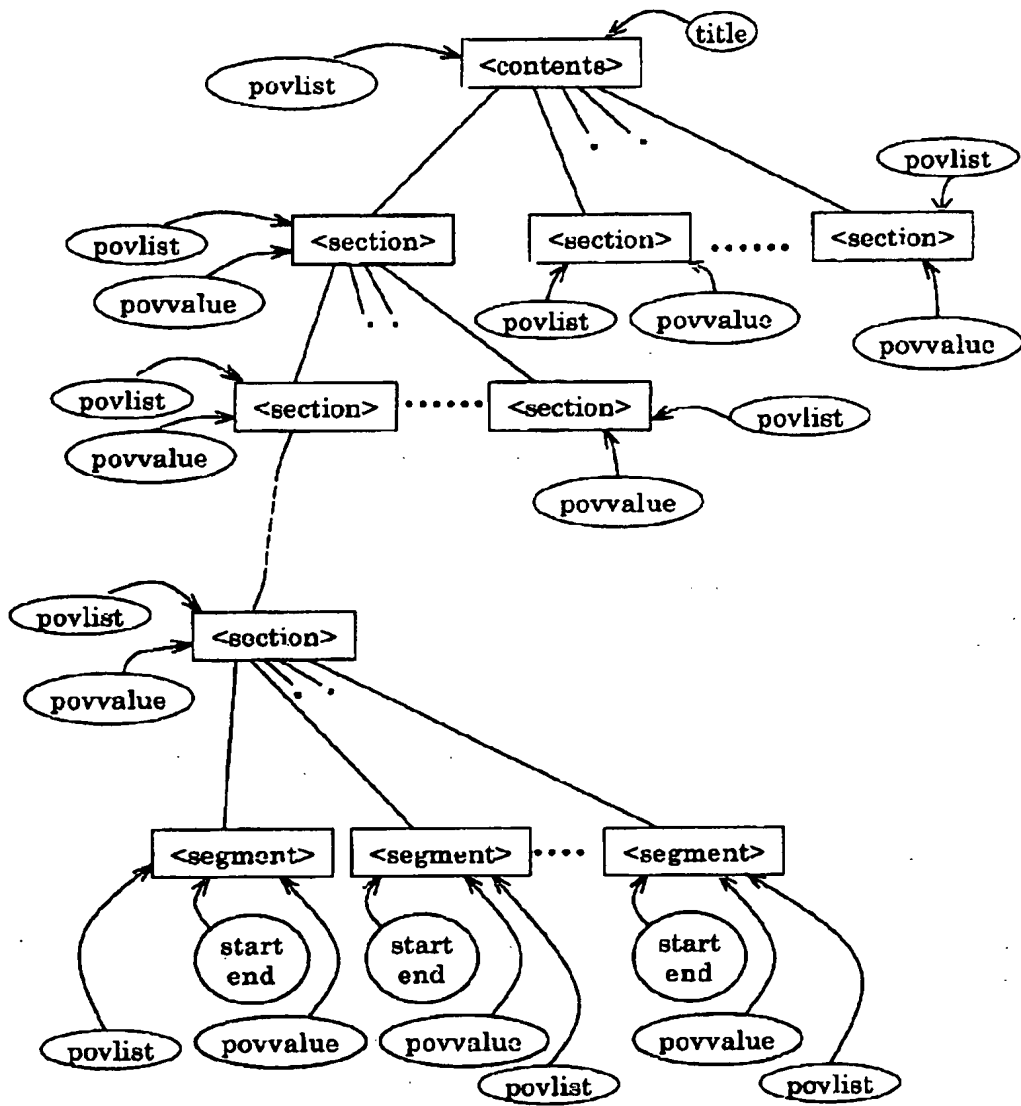 title
<contents>
povlist
povlist
povlist
<section>
<section>
<section>
povvalue
povlist
povvalue
povvalue
povlist
<section>
<section>
povlist
povvalue
povvalue
povlist
<section>
povvalue
<segment>
<segment>
<segment>
start
end
start
end
start
end
povlist
povvalue
povvalue
povlist
povvalue
povlist